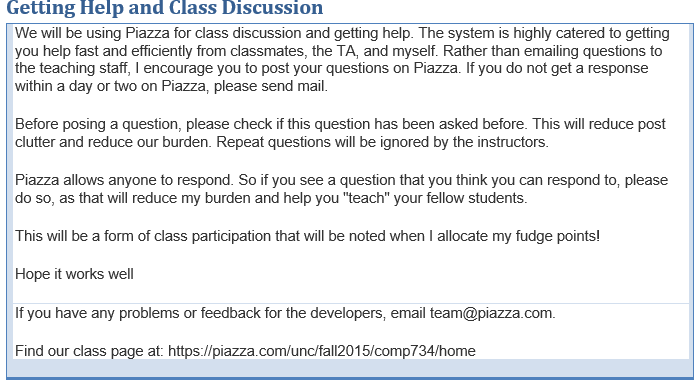 Getting Help and Class Discussion
We will be using Piazza for class discussion and getting help. The system is highly catered to getting
you help fast and efficiently from classmates, the TA, and myself. Rather than emailing questions to
the teaching staff, I encourage you to post your questions on Piazza. If you do not get a response
within a day or two on Piazza, please send mail.
Before posing a question, please check if this question has been asked before. This will reduce post
clutter and reduce our burden. Repeat questions will be ignored by the instructors.
Piazza allows anyone to respond. So if you see a question that you think you can respond to, please
do so, as that will reduce my burden and help you "teach" your fellow students.
This will be a form of class participation that will be noted when I allocate my fudge points!
Hope it works well
If you have any problems or feedback for the developers, email team@piazza.com.
Find our class page at: https://piazza.com/unc/fall2015/comp734/home